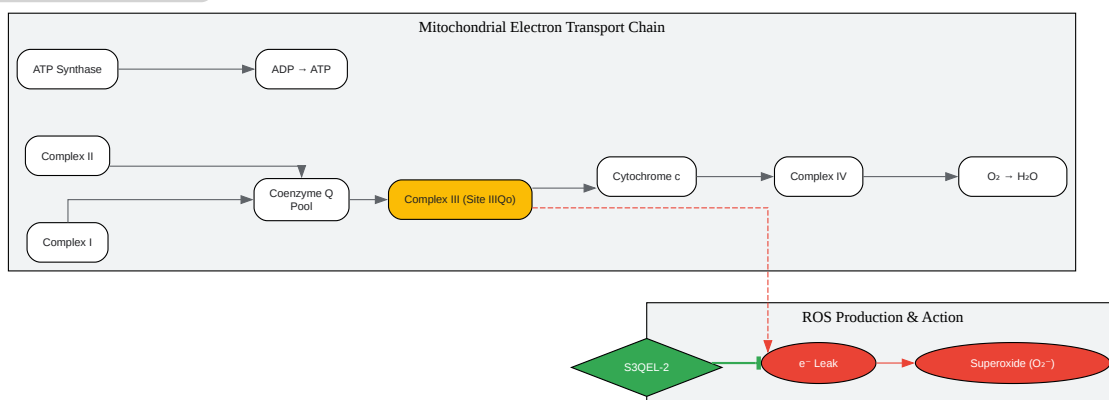 Mitochondrial Electron Transport Chain
ATP Synthase
ADP → ATP
Complex II
Complex I
Coenzyme Q
Pool
Complex III (Site IIIQo)
Cytochrome c
Complex IV
O₂ → H₂O
ROS Production & Action
S3QEL-2
e⁻ Leak
Superoxide (O₂⁻)